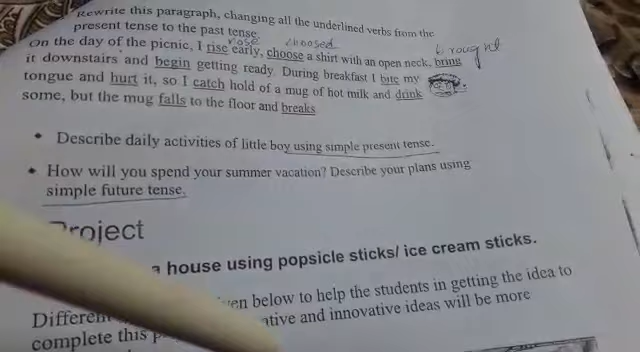 Rewrite this paragraph, changing all the underlined verbs from the
present tense to the past tense.
rose choosed brought
On the day of the picnic, I rise early, choose a shirt with an open neck, bring
it downstairs and begin getting ready. During breakfast I bite my
tongue and hurt it, so I catch hold of a mug of hot milk and drink
some, but the mug falls to the floor and breaks
• Describe daily activities of little boy using simple present tense.
• How will you spend your summer vacation? Describe your plans using
simple future tense.
Project
a house using popsicle sticks/ ice cream sticks.
given below to help the students in getting the idea to
complete this
and innovative ideas will be more